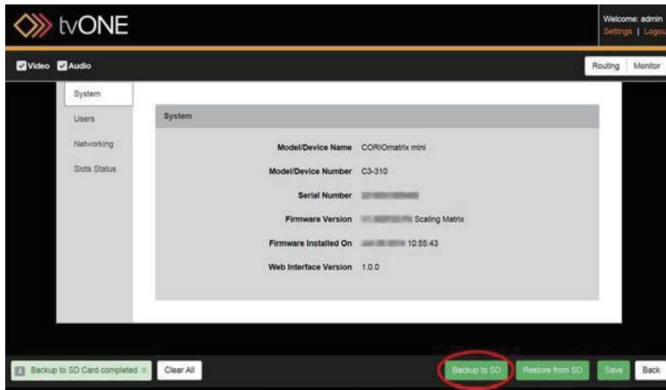 tvONE
Welcome: admin
Settings | Logou
Video Audio
Routing Monitor
System
Users
Networking
Slots Status
System
Model/Device Name CORIOmatrix mini
Model/Device Number C3-310
Serial Number
Firmware Version Scaling Matrix
Firmware Installed On 10:55:43
Web Interface Version 1.0.0
Backup to SD Card completed ×
Clear All
Backup to SD
Restore from SD
Save
Back